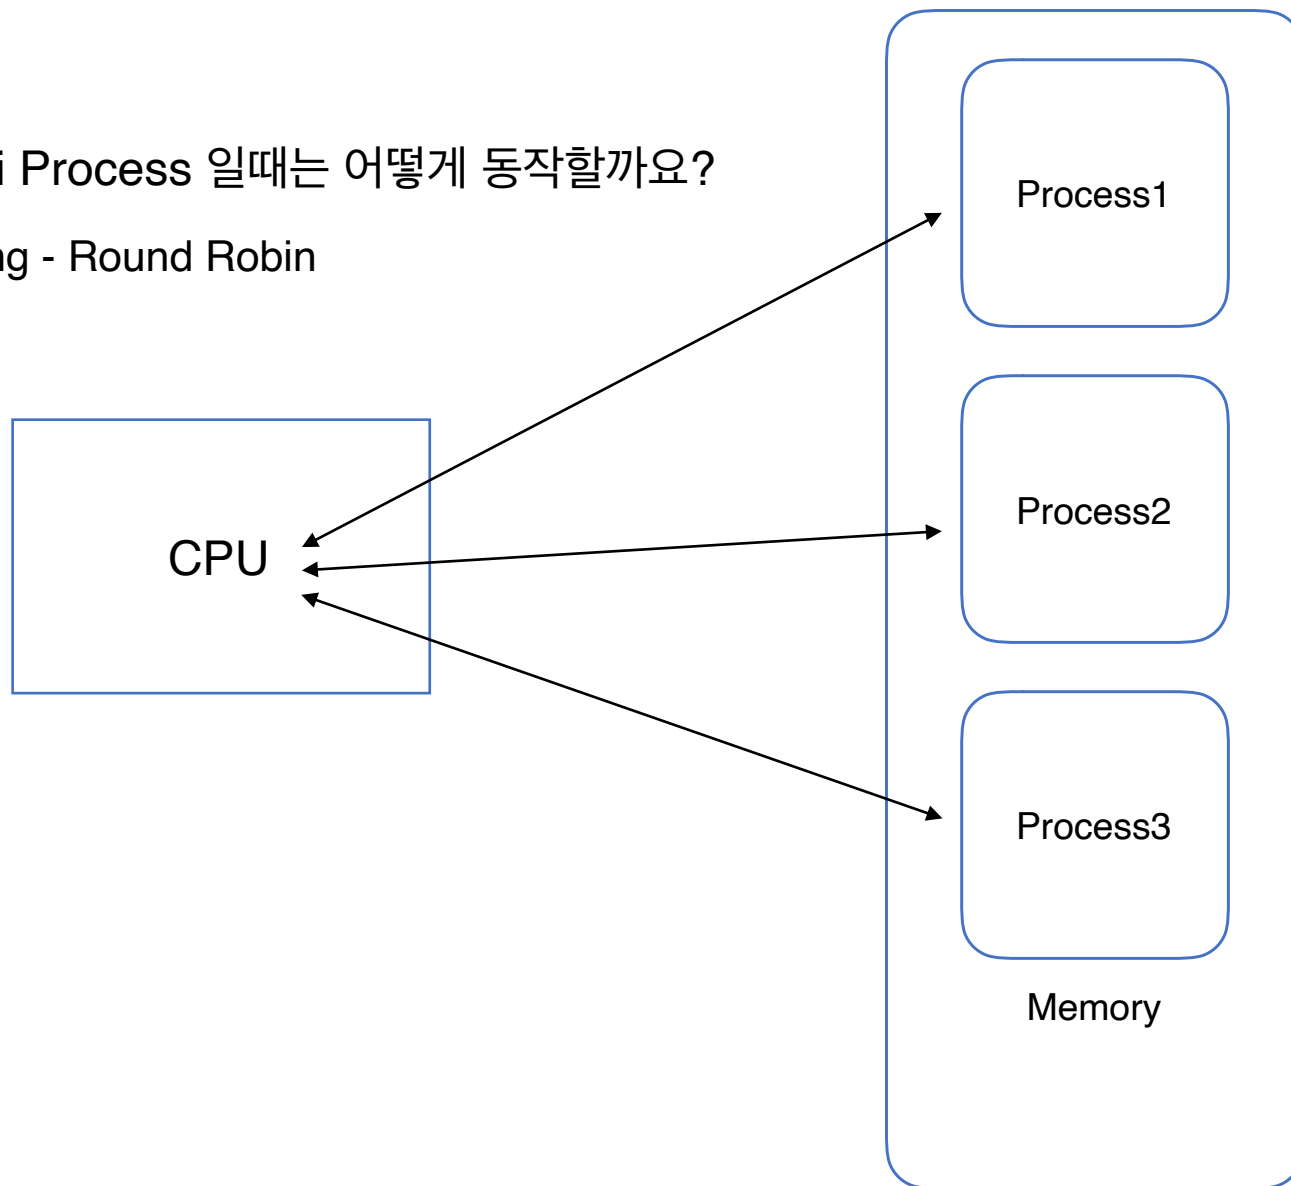 i Process 일때는 어떻게 동작할까요?
ng - Round Robin
Process1
CPU
Process2
Process3
Memory